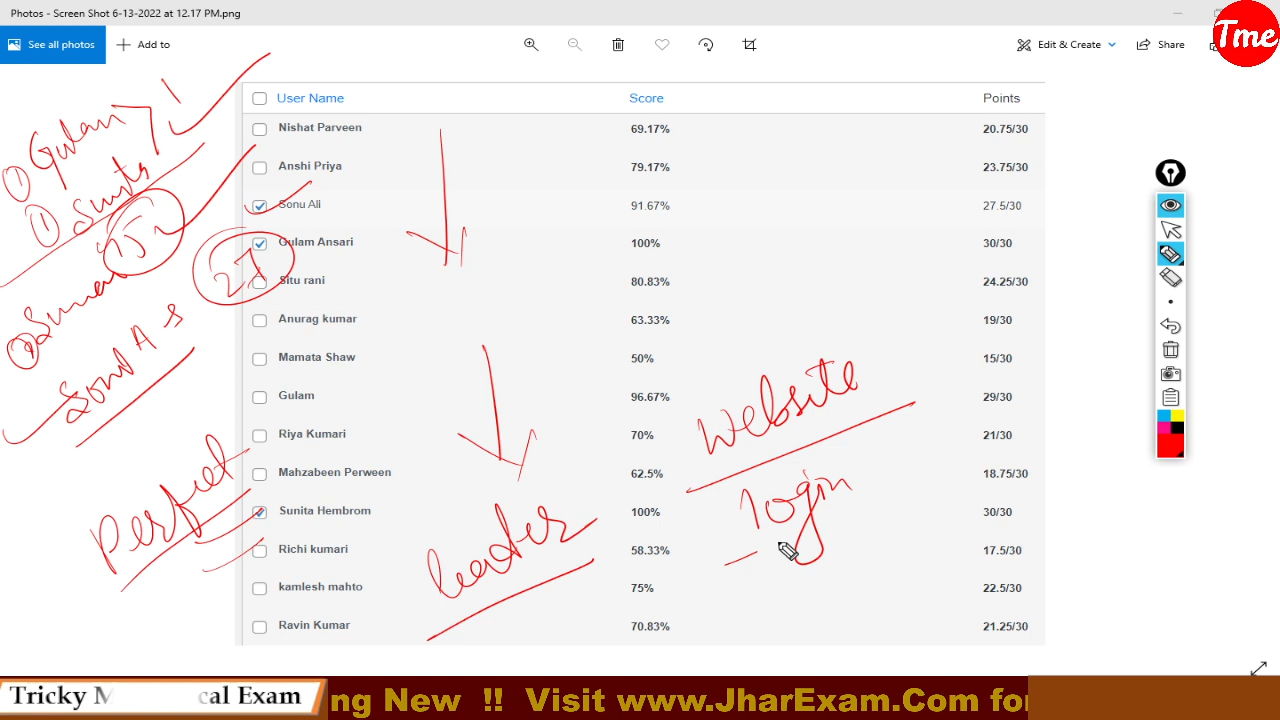 Photos - Screen Shot 6-13-2022 at 12.17 PM.png
Tme
See all photos
Add to
Edit & Create
Share
User Name Score Points
Nishat Parveen 69.17% 20.75/30
Anshi Priya 79.17% 23.75/30
Sonu Ali 91.67% 27.5/30
Gulam Ansari 100% 30/30
Situ rani 80.83% 24.25/30
Anurag kumar 63.33% 19/30
Mamata Shaw 50% 15/30
Gulam 96.67% 29/30
Riya Kumari 70% 21/30
Mahzabeen Perween 62.5% 18.75/30
Sunita Hembrom 100% 30/30
Richi kumari 58.33% 17.5/30
kamlesh mahto 75% 22.5/30
Ravin Kumar 70.83% 21.25/30
① Gulam
①
27
Website
login
Tricky M cal Exam
ng New !! Visit www.JharExam.Com for